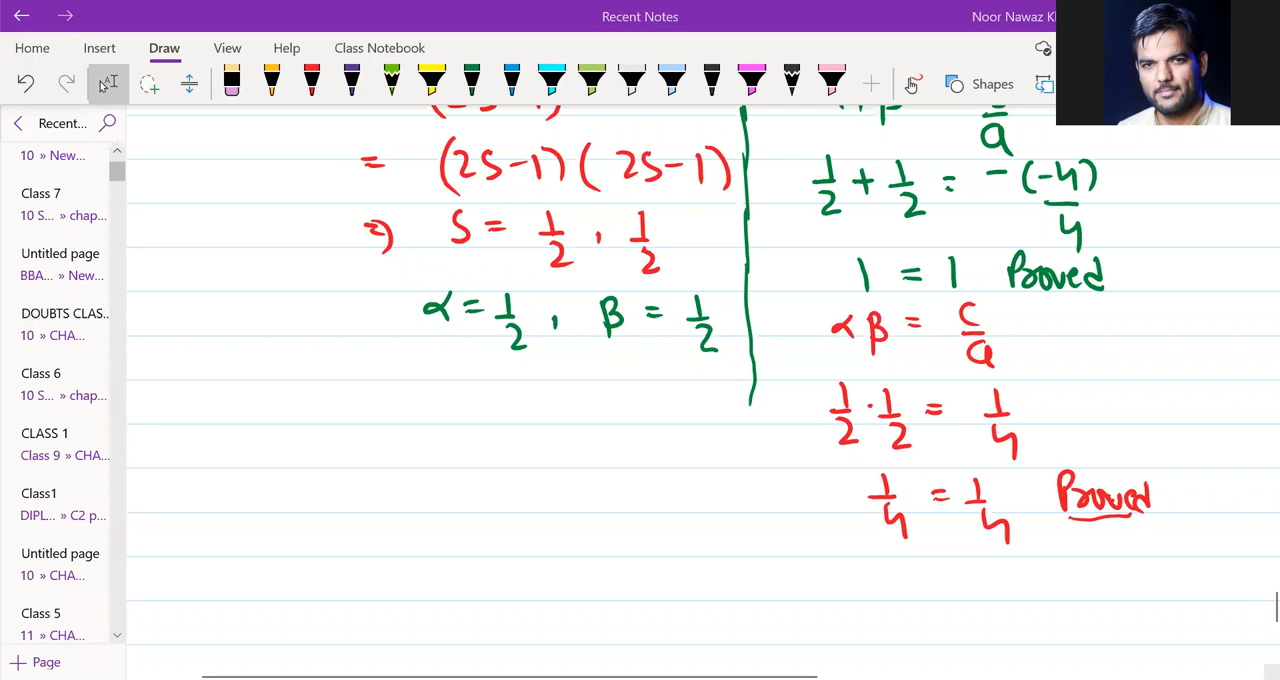 Recent Notes
Noor Nawaz Kh
Home Insert Draw View Help Class Notebook
Shapes
Recent...
10 » New...
Class 7
10 S... » chap...
Untitled page
BBA... » New...
DOUBTS CLAS...
10 » CHA...
Class 6
10 S... » chap...
CLASS 1
Class 9 » CHA...
Class1
DIPL... » C2 p...
Untitled page
10 » CHA...
Class 5
11 » CHA...
Page
= (2S-1)(2S-1)
=> S = 1/2, 1/2
α = 1/2, β = 1/2
a
1/2 + 1/2 = -(-4)/4
1 = 1 Proved
αβ = c/a
1/2 · 1/2 = 1/4
1/4 = 1/4 Proved